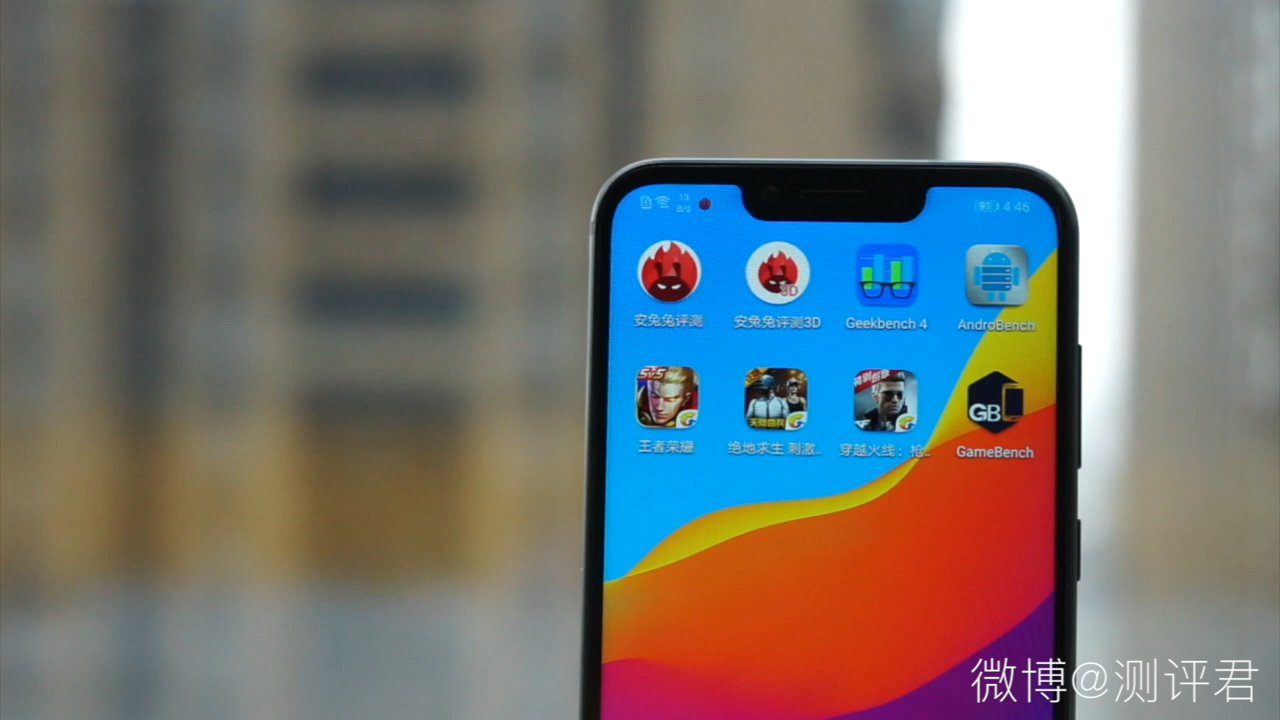 4:46
安兔兔评测
安兔兔评测3D
Geekbench 4
AndroBench
3D
5V5
GB
王者荣耀
绝地求生 刺激...
穿越火线：枪...
GameBench
微博@测评君